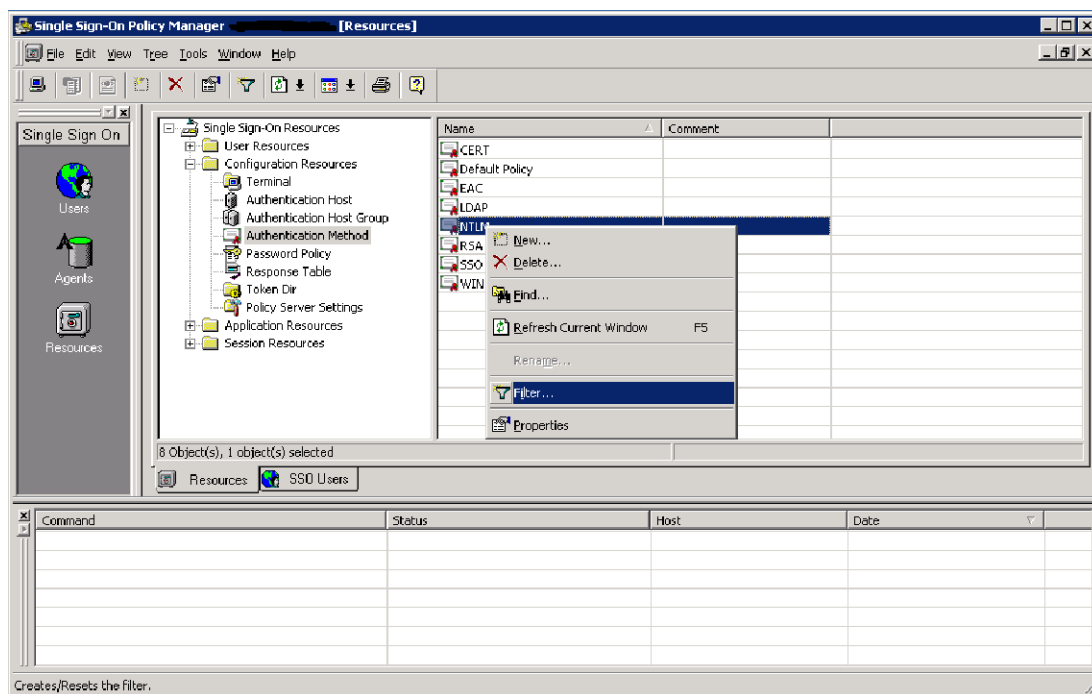 Single Sign-On Policy Manager [Resources]
File Edit View Tree Tools Window Help
Single Sign On
Users
Agents
Resources
Single Sign-On Resources
User Resources
Configuration Resources
Terminal
Authentication Host
Authentication Host Group
Authentication Method
Password Policy
Response Table
Token Dir
Policy Server Settings
Application Resources
Session Resources
Name Comment
CERT
Default Policy
EAC
LDAP
NTLM
RSA
SSO
WIN
New...
Delete...
Find...
Refresh Current Window F5
Rename...
Filter...
Properties
8 Object(s), 1 object(s) selected
Resources SSO Users
Command Status Host Date
Creates/Resets the filter.